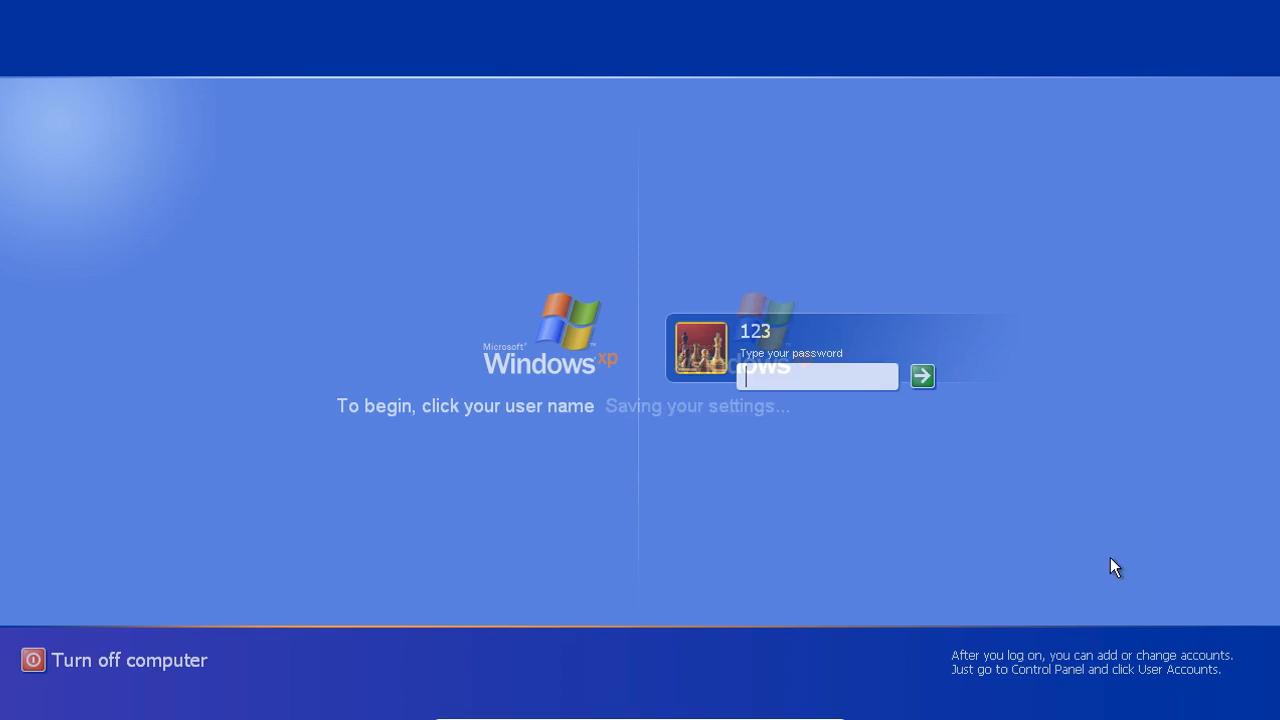 Microsoft®
Windows xp™
123
Type your password
To begin, click your user name
Saving your settings...
Turn off computer
After you log on, you can add or change accounts.
Just go to Control Panel and click User Accounts.